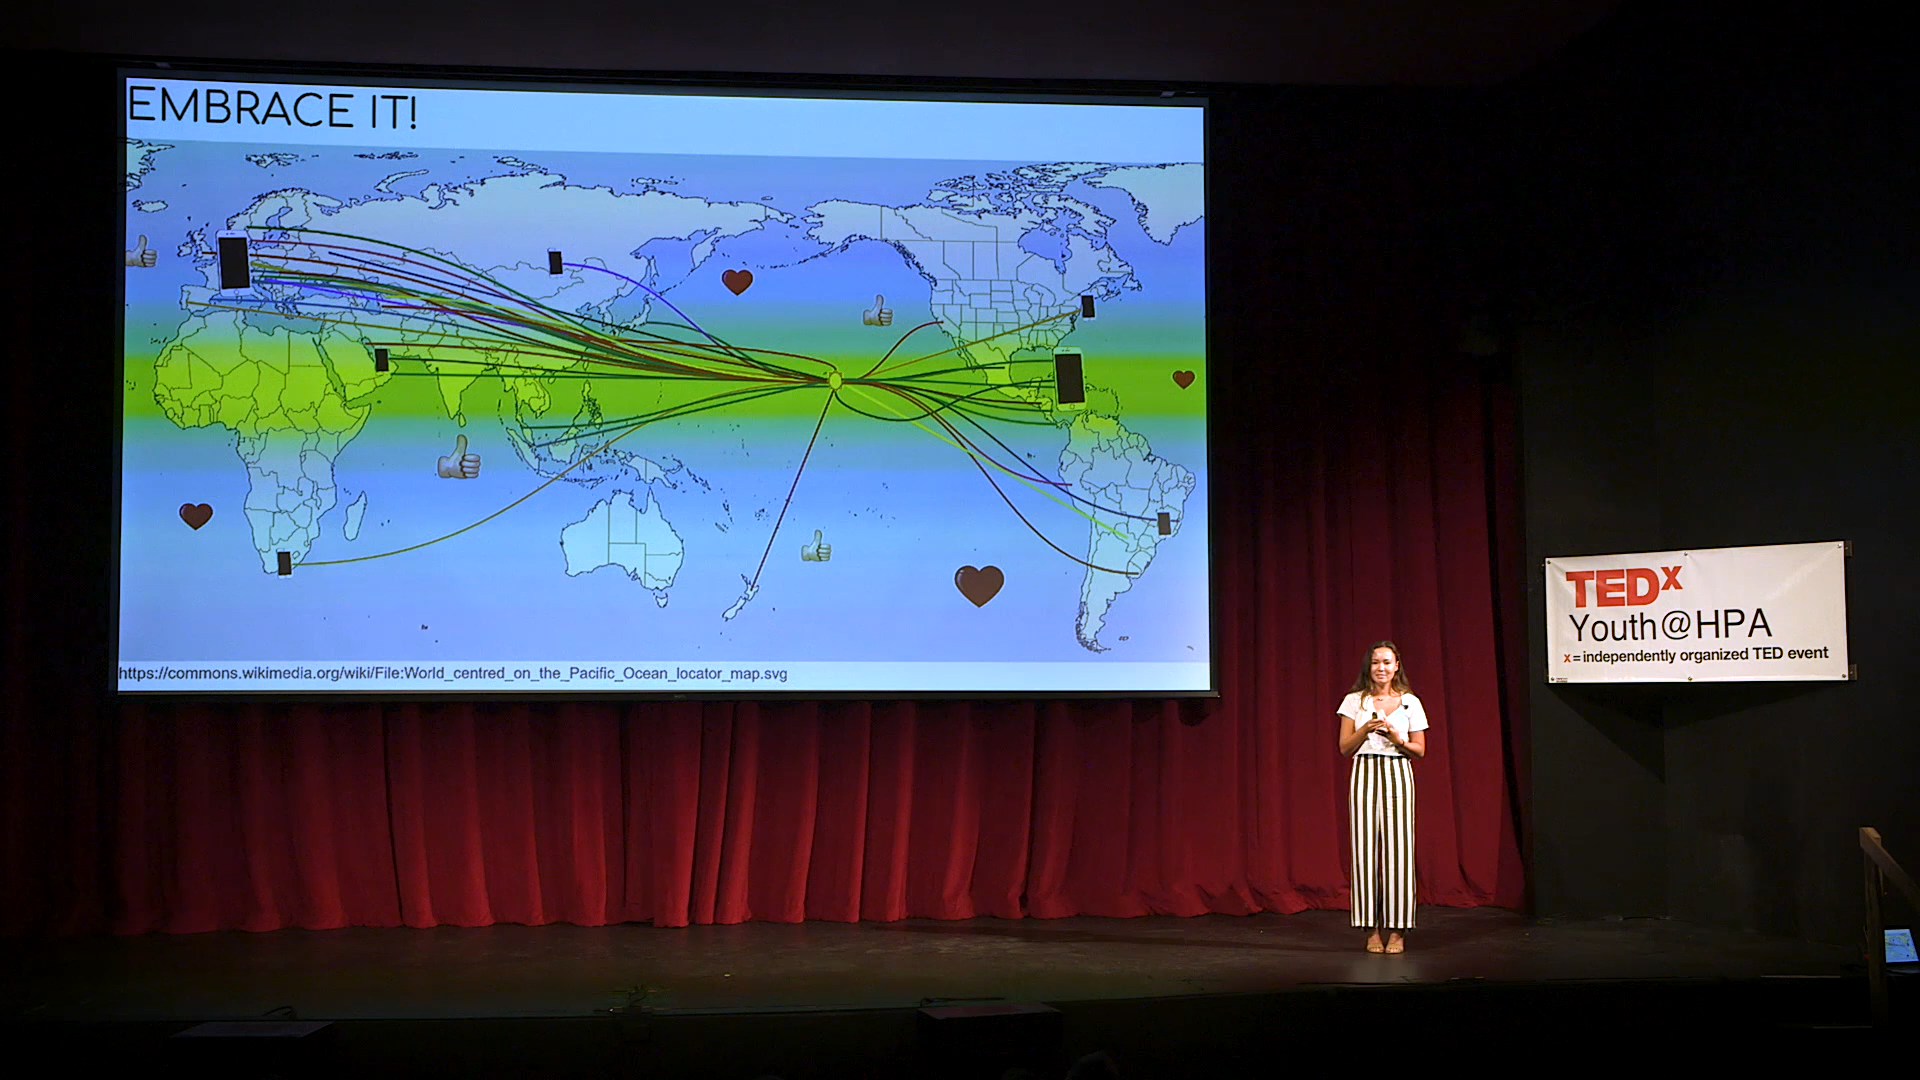 EMBRACE IT!
https://commons.wikimedia.org/wiki/File:World_centred_on_the_Pacific_Ocean_locator_map.svg
TEDx
Youth@HPA
x=independently organized TED event